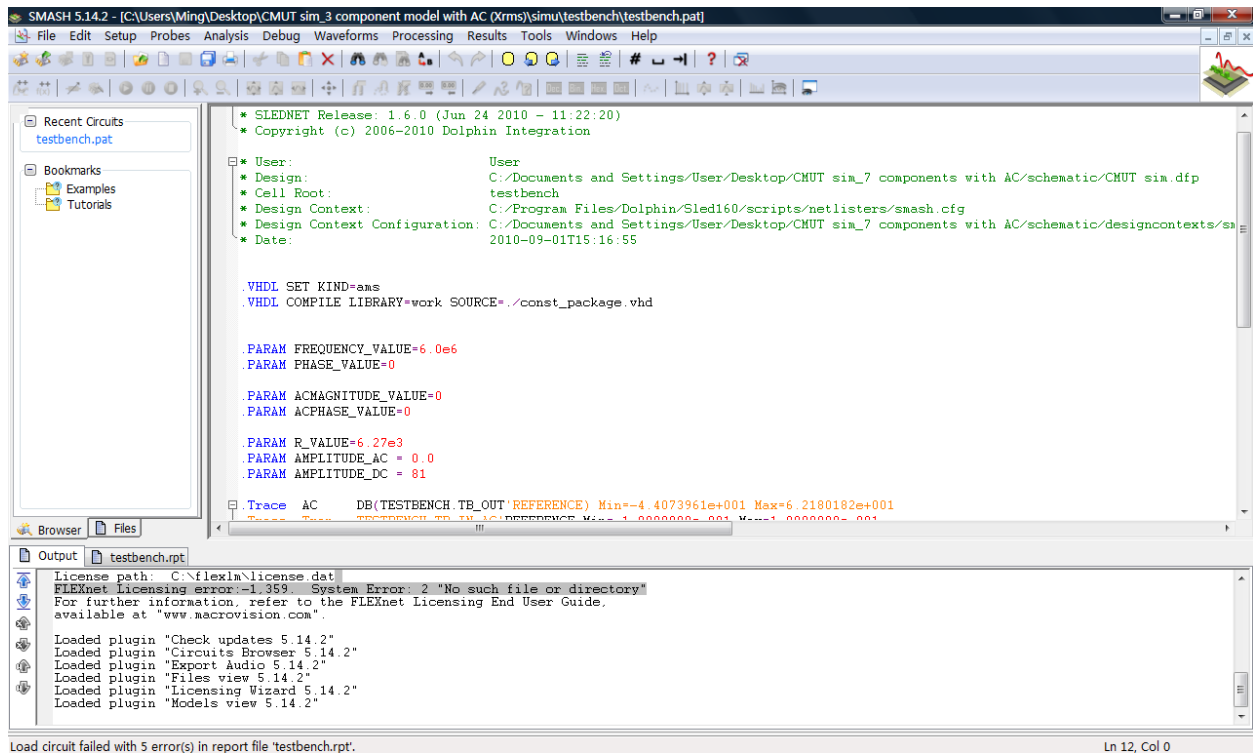 SMASH 5.14.2 - [C:\Users\Ming\Desktop\CMUT sim_3 component model with AC (Xrms)\simu\testbench\testbench.pat]
File Edit Setup Probes Analysis Debug Waveforms Processing Results Tools Windows Help
Recent Circuits
testbench.pat
Bookmarks
Examples
Tutorials
Browser Files
* SLEDNET Release: 1.6.0 (Jun 24 2010 - 11:22:20)
* Copyright (c) 2006-2010 Dolphin Integration
* User: User
* Design: C:/Documents and Settings/User/Desktop/CMUT sim_7 components with AC/schematic/CMUT sim.dfp
* Cell Root: testbench
* Design Context: C:/Program Files/Dolphin/Sled160/scripts/netlisters/smash.cfg
* Design Context Configuration: C:/Documents and Settings/User/Desktop/CMUT sim_7 components with AC/schematic/designcontexts/sm
* Date: 2010-09-01T15:16:55
.VHDL SET KIND=ams
.VHDL COMPILE LIBRARY=work SOURCE=./const_package.vhd
.PARAM FREQUENCY_VALUE=6.0e6
.PARAM PHASE_VALUE=0
.PARAM ACMAGNITUDE_VALUE=0
.PARAM ACPHASE_VALUE=0
.PARAM R_VALUE=6.27e3
.PARAM AMPLITUDE_AC = 0.0
.PARAM AMPLITUDE_DC = 81
.Trace AC DB(TESTBENCH.TB_OUT'REFERENCE) Min=-4.4073961e+001 Max=6.2180182e+001
Output testbench.rpt
License path: C:\flexlm\license.dat
FLEXnet Licensing error:-1,359. System Error: 2 "No such file or directory"
For further information, refer to the FLEXnet Licensing End User Guide,
available at "www.macrovision.com".
Loaded plugin "Check updates 5.14.2"
Loaded plugin "Circuits Browser 5.14.2"
Loaded plugin "Export Audio 5.14.2"
Loaded plugin "Files view 5.14.2"
Loaded plugin "Licensing Wizard 5.14.2"
Loaded plugin "Models view 5.14.2"
Load circuit failed with 5 error(s) in report file 'testbench.rpt'. Ln 12, Col 0